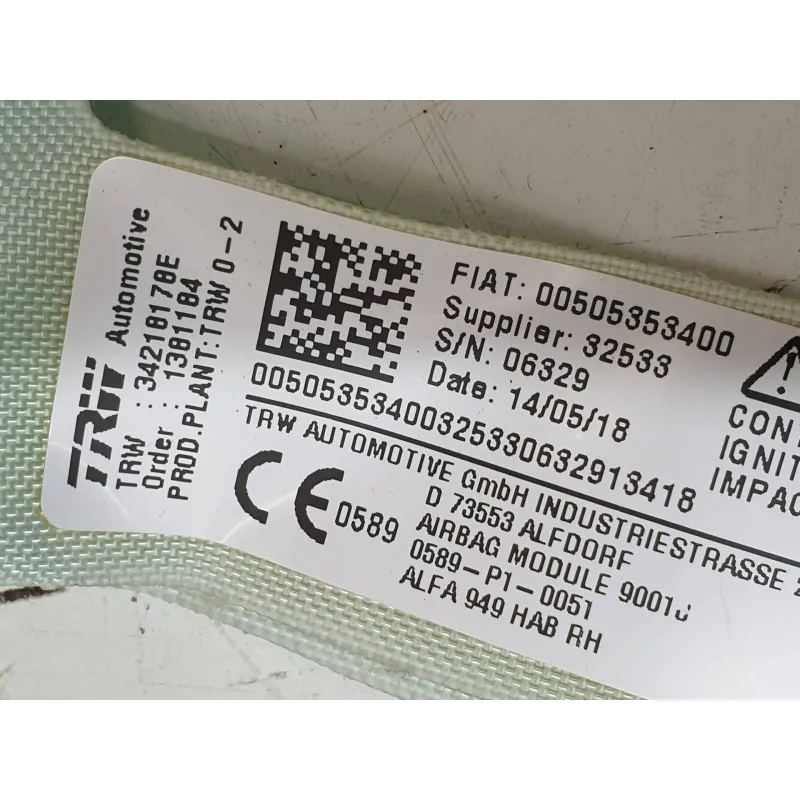 TRW Automotive
TRW : 34218178E
Order : 1381184
PROD.PLANT: TRW 0-2
FIAT: 00505353400
Supplier: 32533
S/N: 06329
Date: 14/05/18
00505353400325330632913418
TRW AUTOMOTIVE GmbH INDUSTRIESTRASSE
D 73553 ALFDORF
AIRBAG MODULE
0589-P1-0051
ALFA 949 HAB RH
CE 0589